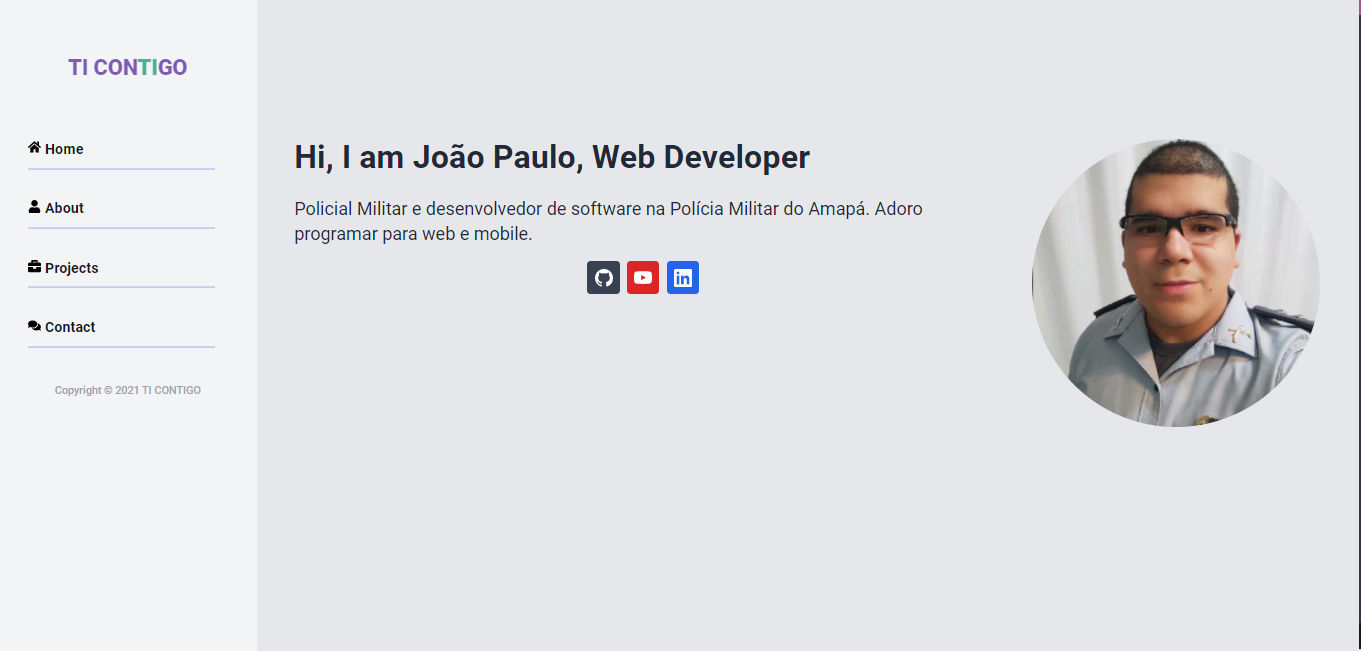 TI CONTIGO
Home
About
Projects
Contact
Copyright © 2021 TI CONTIGO
Hi, I am João Paulo, Web Developer
Policial Militar e desenvolvedor de software na Polícia Militar do Amapá. Adoro
programar para web e mobile.
in